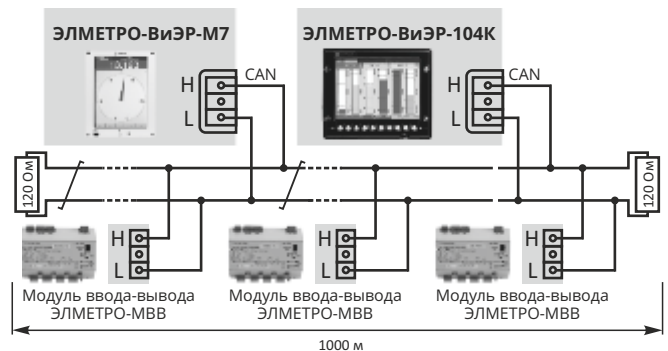 ЭЛМЕТРО-ВиЭР-М7
ЭЛМЕТРО-ВиЭР-104К
H
L
CAN
H
L
CAN
120 Ом
120 Ом
H
L
H
L
H
L
Модуль ввода-вывода
ЭЛМЕТРО-МВВ
Модуль ввода-вывода
ЭЛМЕТРО-МВВ
Модуль ввода-вывода
ЭЛМЕТРО-МВВ
1000 м